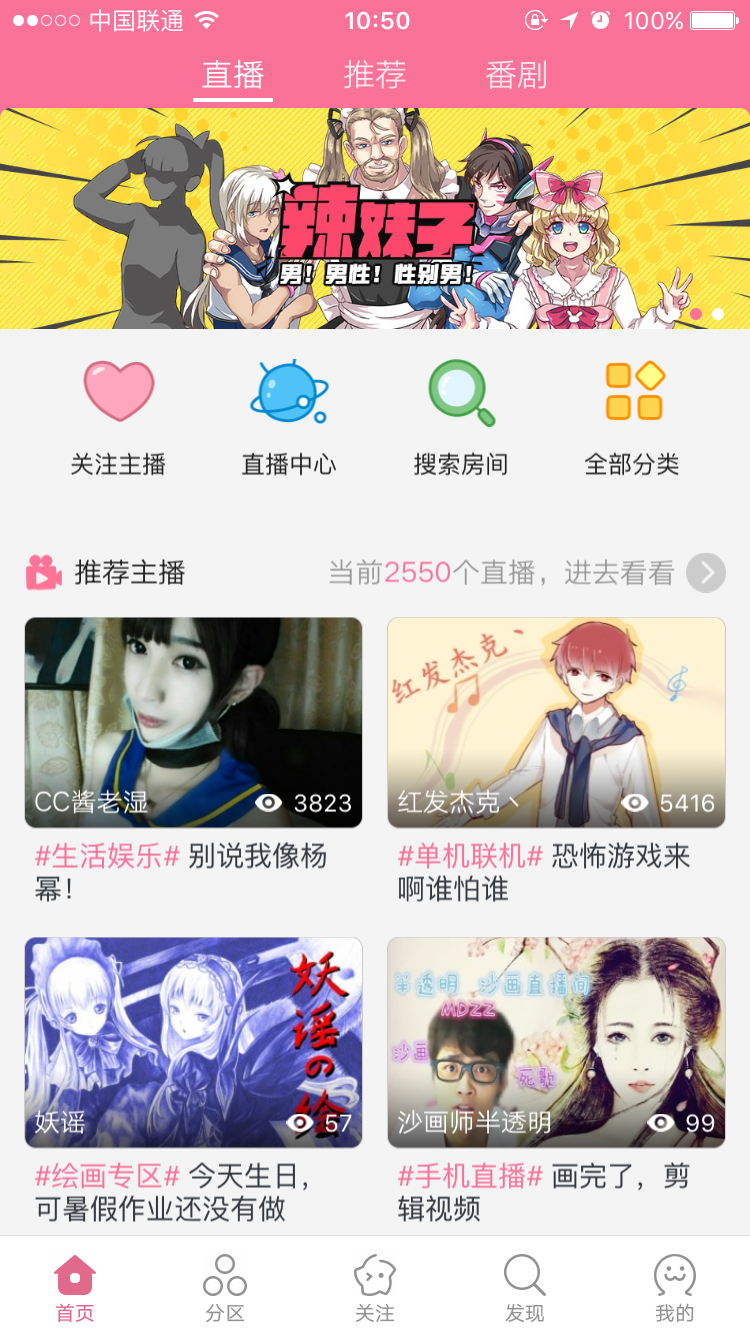 中国联通 10:50 100%
直播 推荐 番剧
辣妹子
男！男性！性别男！
关注主播 直播中心 搜索房间 全部分类
推荐主播 当前2550个直播，进去看看
红发杰克丶
CC酱老湿 3823
红发杰克丶 5416
#生活娱乐# 别说我像杨
幂！
#单机联机# 恐怖游戏来
啊谁怕谁
妖谣の绘
半透明 沙画直播间
MDZZ
沙画
死歌
妖谣 57
沙画师半透明 99
#绘画专区# 今天生日，
可暑假作业还没有做
#手机直播# 画完了，剪
辑视频
首页 分区 关注 发现 我的